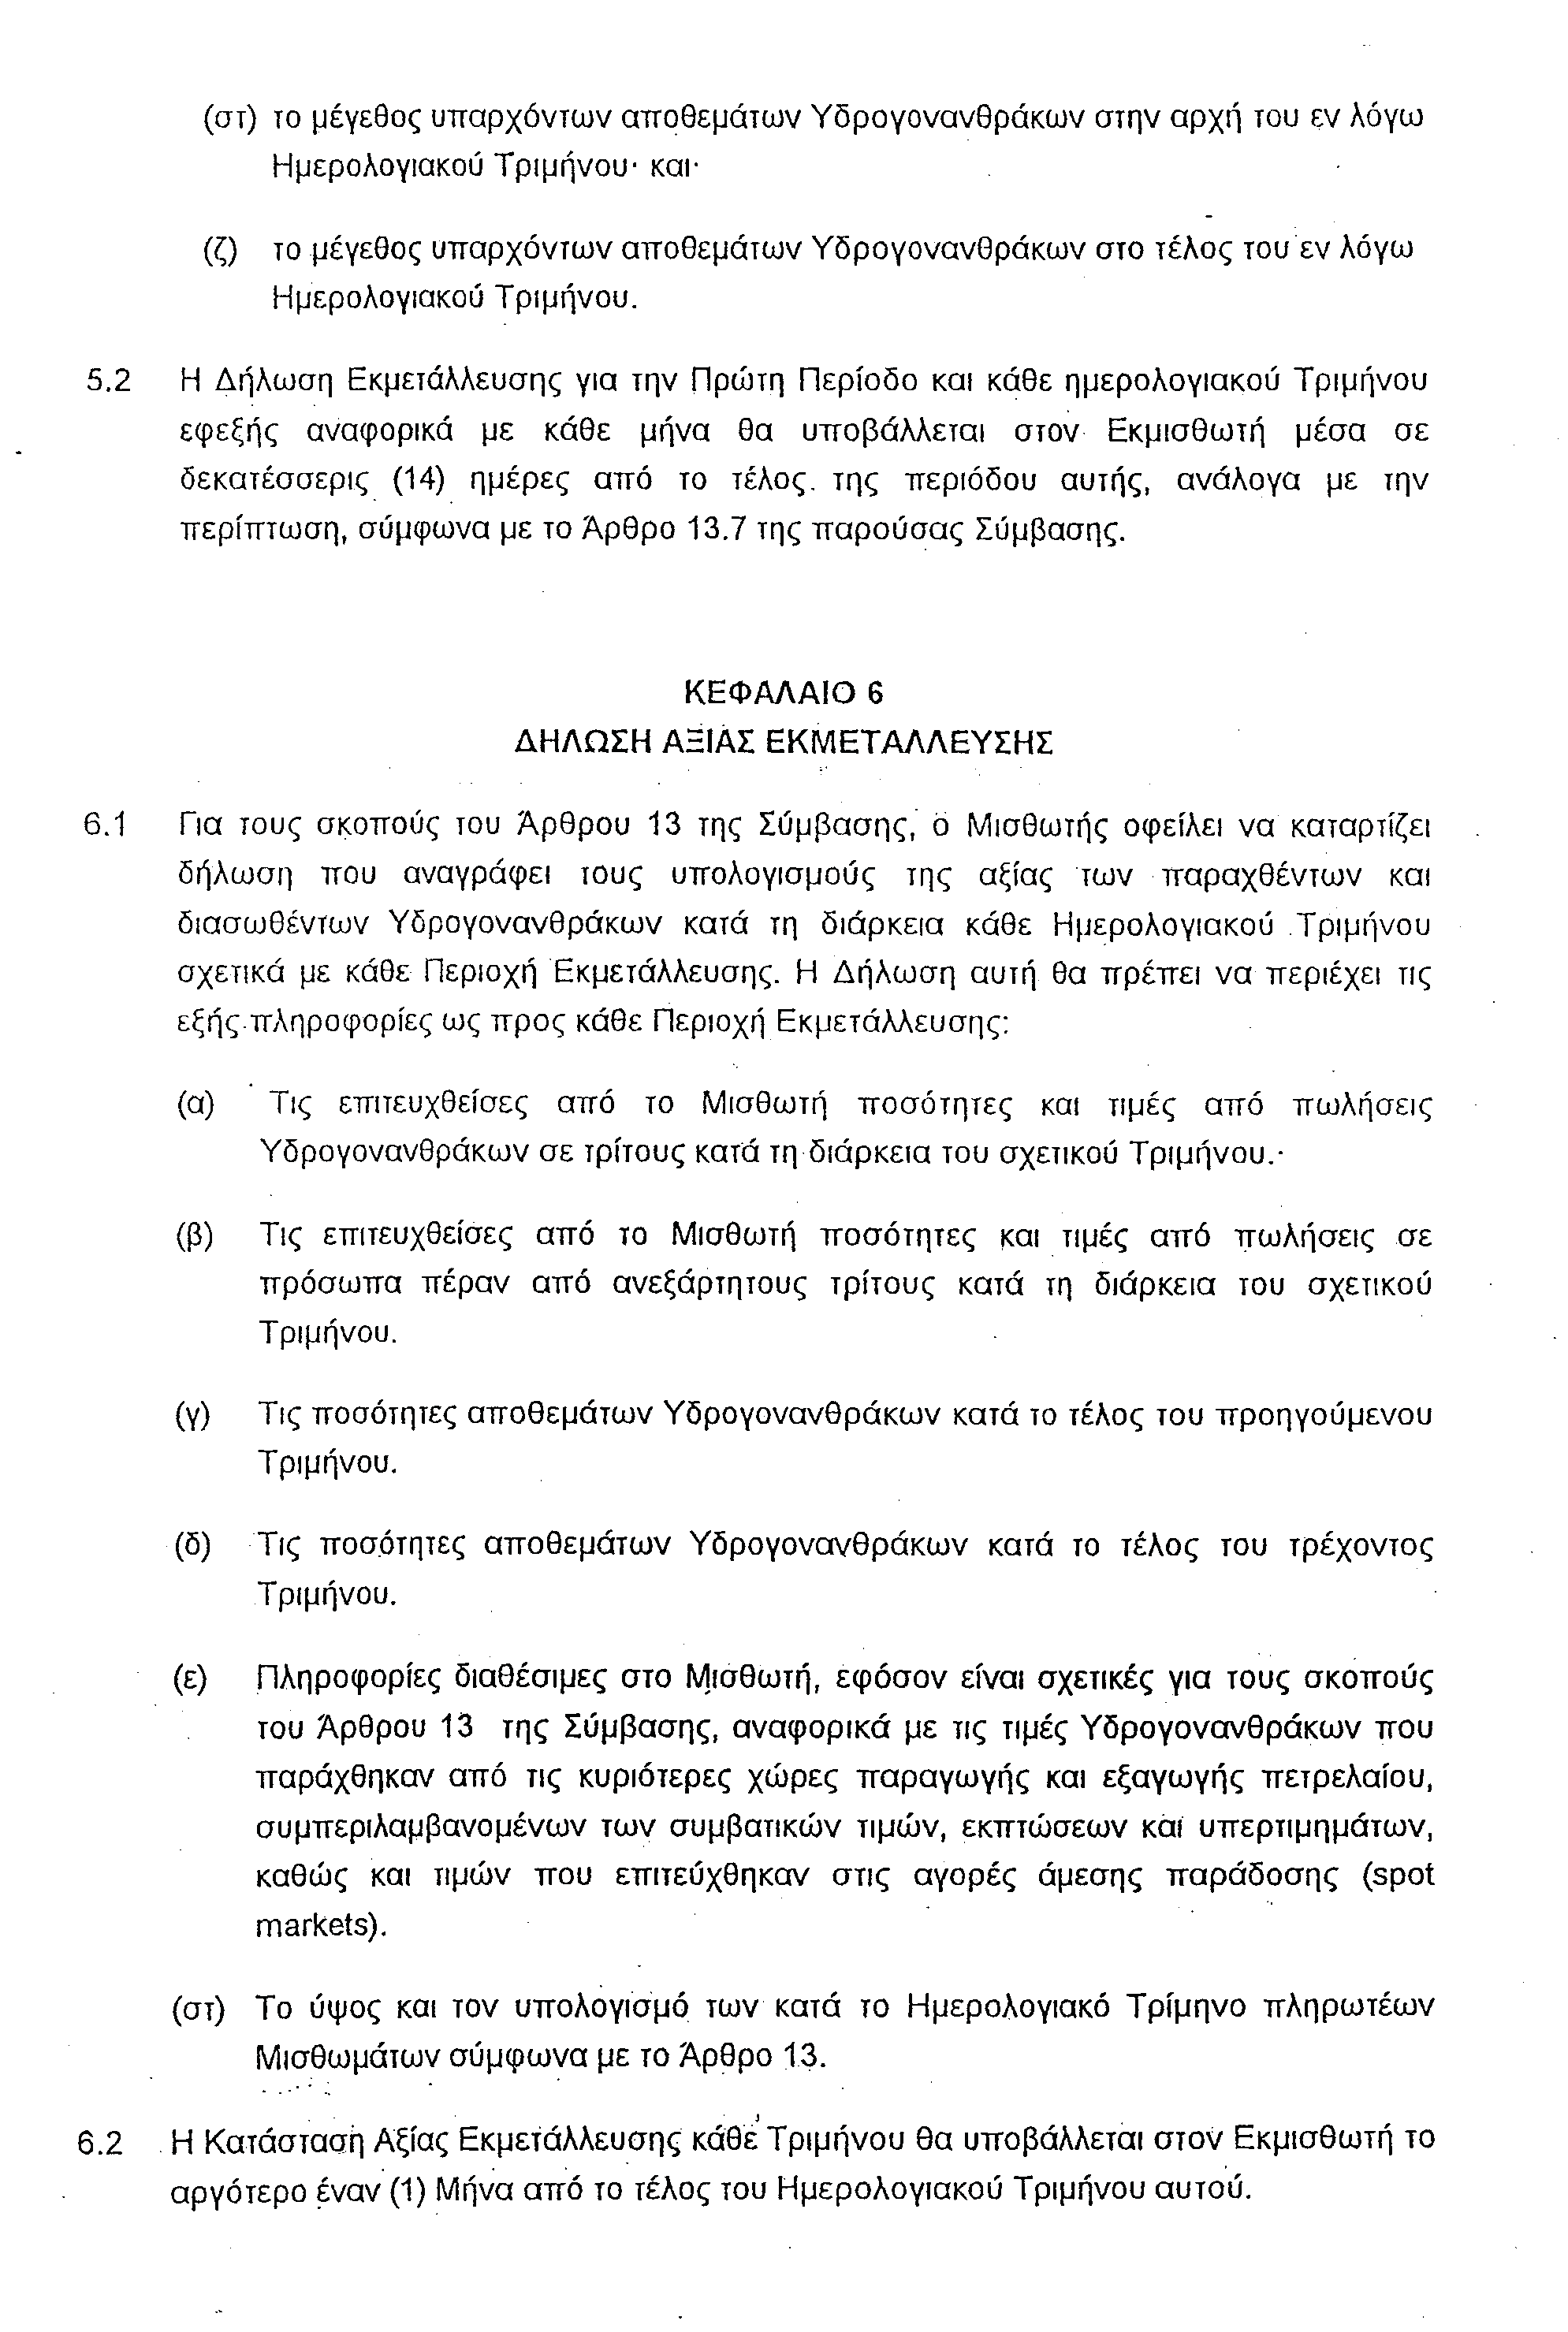 (στ) το μέγεθος υπαρχόντων αποθεμάτων Υδρογονανθράκων στην αρχή του εν λόγω
Ημερολογιακού Τριμήνου· και·
(ζ) το μέγεθος υπαρχόντων αποθεμάτων Υδρογονανθράκων στο τέλος του εν λόγω
Ημερολογιακού Τριμήνου.
5.2 Η Δήλωση Εκμετάλλευσης για την Πρώτη Περίοδο και κάθε ημερολογιακού Τριμήνου
εφεξής αναφορικά με κάθε μήνα θα υποβάλλεται στον Εκμισθωτή μέσα σε
δεκατέσσερις (14) ημέρες από το τέλος. της περιόδου αυτής, ανάλογα με την
περίπτωση, σύμφωνα με το Άρθρο 13.7 της παρούσας Σύμβασης.
ΚΕΦΑΛΑΙΟ 6
ΔΗΛΩΣΗ ΑΞΙΑΣ ΕΚΜΕΤΑΛΛΕΥΣΗΣ
6.1 Για τους σκοπούς του Άρθρου 13 της Σύμβασης, ο Μισθωτής οφείλει να καταρτίζει
δήλωση που αναγράφει τους υπολογισμούς της αξίας των παραχθέντων και
διασωθέντων Υδρογονανθράκων κατά τη διάρκεια κάθε Ημερολογιακού Τριμήνου
σχετικά με κάθε Περιοχή Εκμετάλλευσης. Η Δήλωση αυτή θα πρέπει να περιέχει τις
εξής πληροφορίες ως προς κάθε Περιοχή Εκμετάλλευσης:
(α) Τις επιτευχθείσες από το Μισθωτή ποσότητες και τιμές από πωλήσεις
Υδρογονανθράκων σε τρίτους κατά τη διάρκεια του σχετικού Τριμήνου.·
(β) Τις επιτευχθείσες από το Μισθωτή ποσότητες και τιμές από πωλήσεις σε
πρόσωπα πέραν από ανεξάρτητους τρίτους κατά τη διάρκεια του σχετικού
Τριμήνου.
(γ) Τις ποσότητες αποθεμάτων Υδρογονανθράκων κατά το τέλος του προηγούμενου
Τριμήνου.
(δ) Τις ποσότητες αποθεμάτων Υδρογονανθράκων κατά το τέλος του τρέχοντος
Τριμήνου.
(ε) Πληροφορίες διαθέσιμες στο Μισθωτή, εφόσον είναι σχετικές για τους σκοπούς
του Άρθρου 13 της Σύμβασης, αναφορικά με τις τιμές Υδρογονανθράκων που
παράχθηκαν από τις κυριότερες χώρες παραγωγής και εξαγωγής πετρελαίου,
συμπεριλαμβανομένων των συμβατικών τιμών, εκπτώσεων και υπερτιμημάτων,
καθώς και τιμών που επιτεύχθηκαν στις αγορές άμεσης παράδοσης (spot
markets).
(στ) Το ύψος και τον υπολογισμό των κατά το Ημερολογιακό Τρίμηνο πληρωτέων
Μισθωμάτων σύμφωνα με το Άρθρο 13.
6.2 Η Κατάσταση Αξίας Εκμετάλλευσης κάθε Τριμήνου θα υποβάλλεται στον Εκμισθωτή το
αργότερο έναν (1) Μήνα από το τέλος του Ημερολογιακού Τριμήνου αυτού.